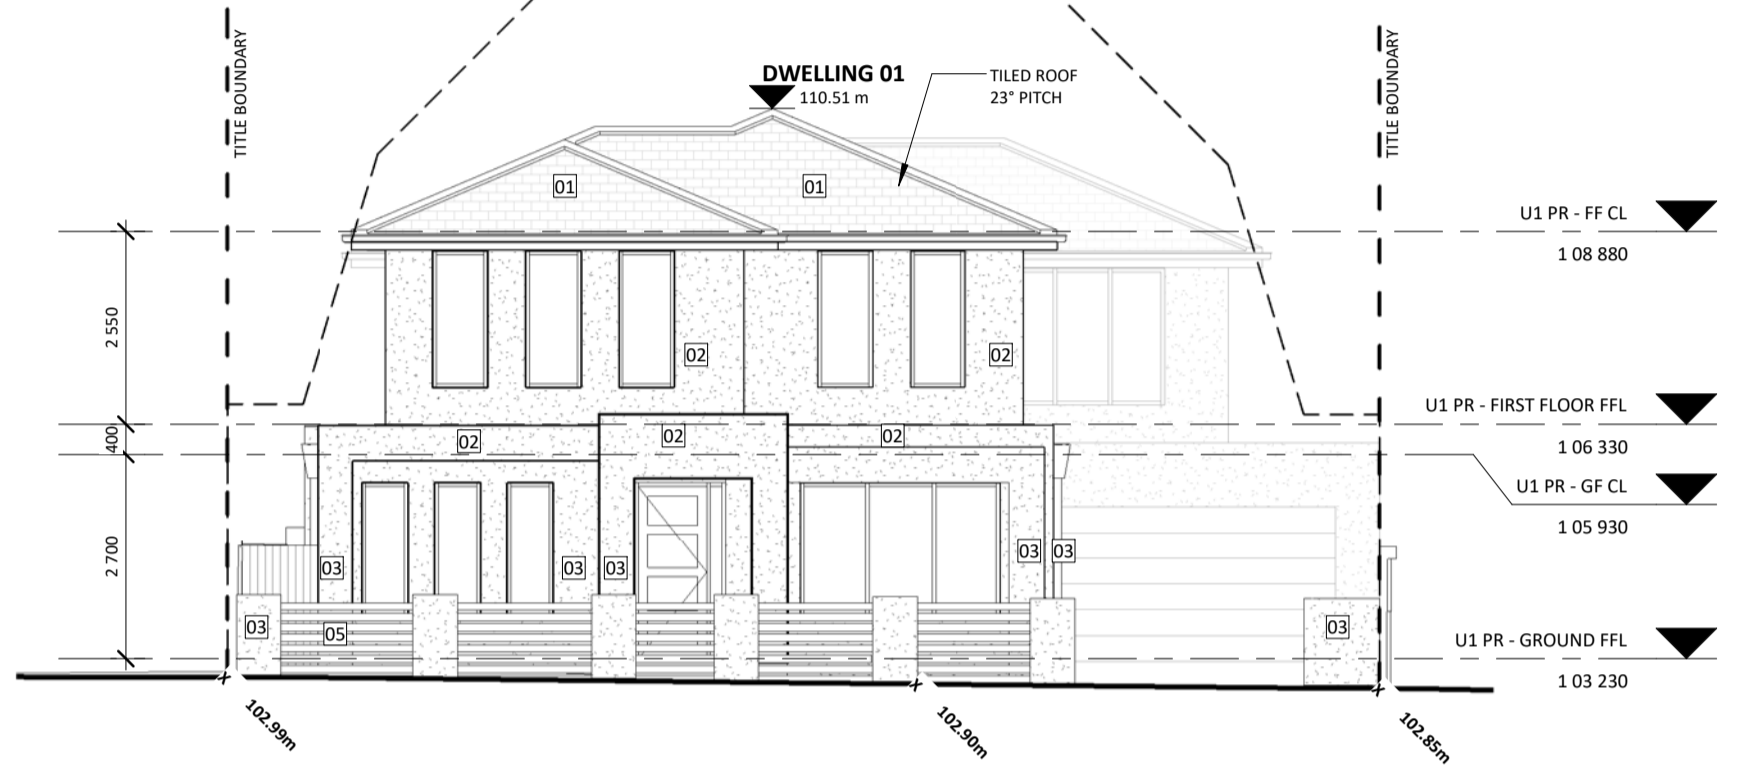 TITLE BOUNDARY
DWELLING 01
110.51 m
TILED ROOF
23° PITCH
TITLE BOUNDARY
01
01
U1 PR - FF CL
1 08 880
2 550
02
02
U1 PR - FIRST FLOOR FFL
1 06 330
400
02
02
02
U1 PR - GF CL
1 05 930
2 700
03
03
03
03
03
03
05
03
U1 PR - GROUND FFL
1 03 230
102.99m
102.90m
102.85m